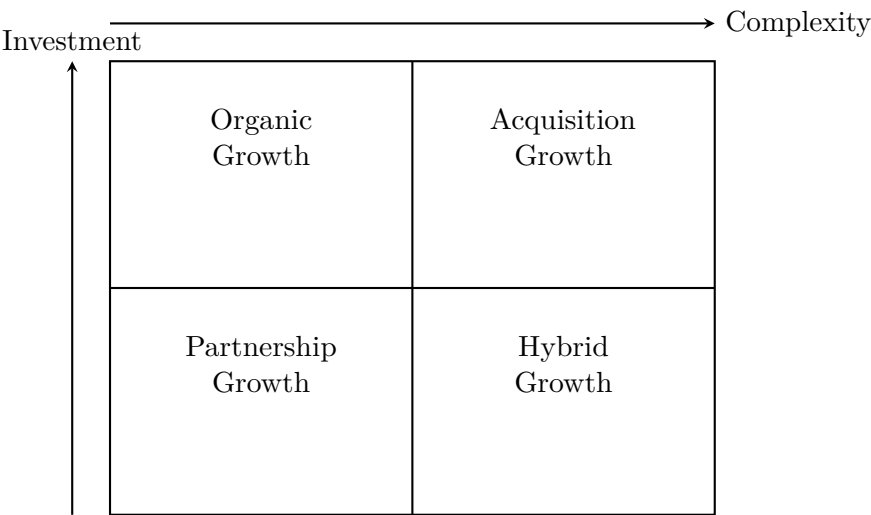 Complexity
Investment
Organic
Growth
Acquisition
Growth
Partnership
Growth
Hybrid
Growth